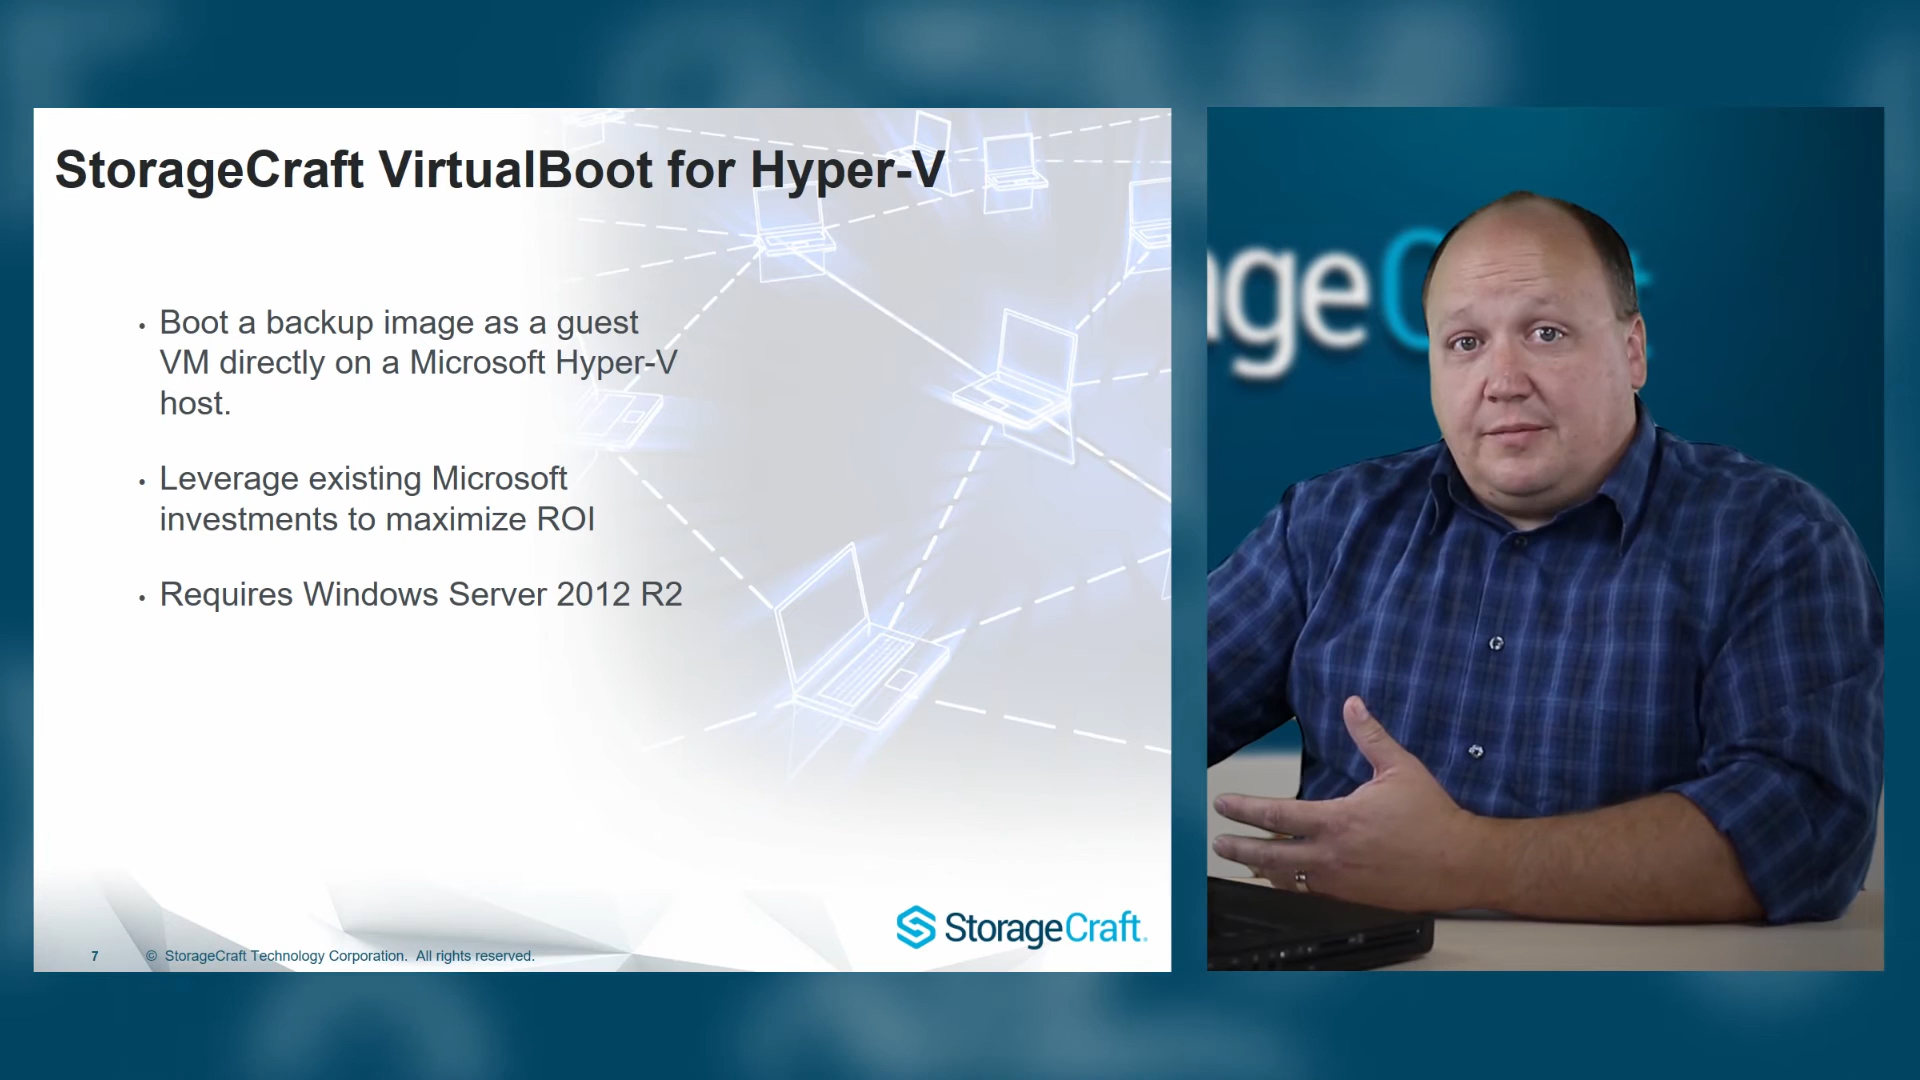 StorageCraft VirtualBoot for Hyper-V
• Boot a backup image as a guest
VM directly on a Microsoft Hyper-V
host.
• Leverage existing Microsoft
investments to maximize ROI
• Requires Windows Server 2012 R2
StorageCraft
7 © StorageCraft Technology Corporation. All rights reserved.
age C